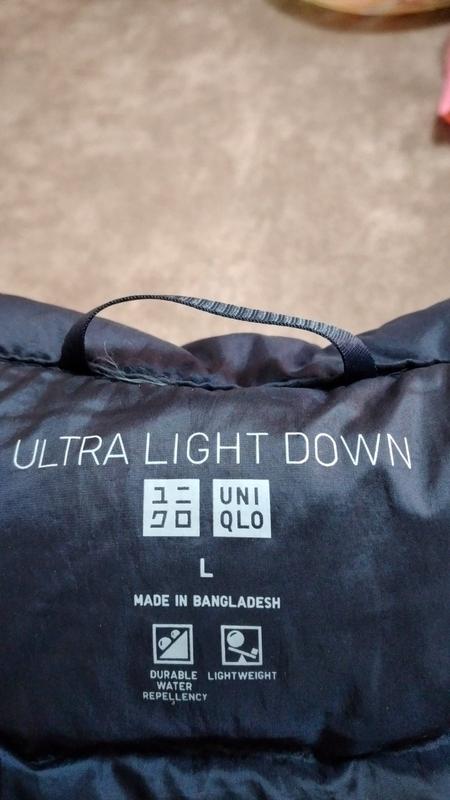 ULTRA LIGHT DOWN
ユニ UNI
クロ QLO
L
MADE IN BANGLADESH
DURABLE WATER REPELLENCY
LIGHTWEIGHT